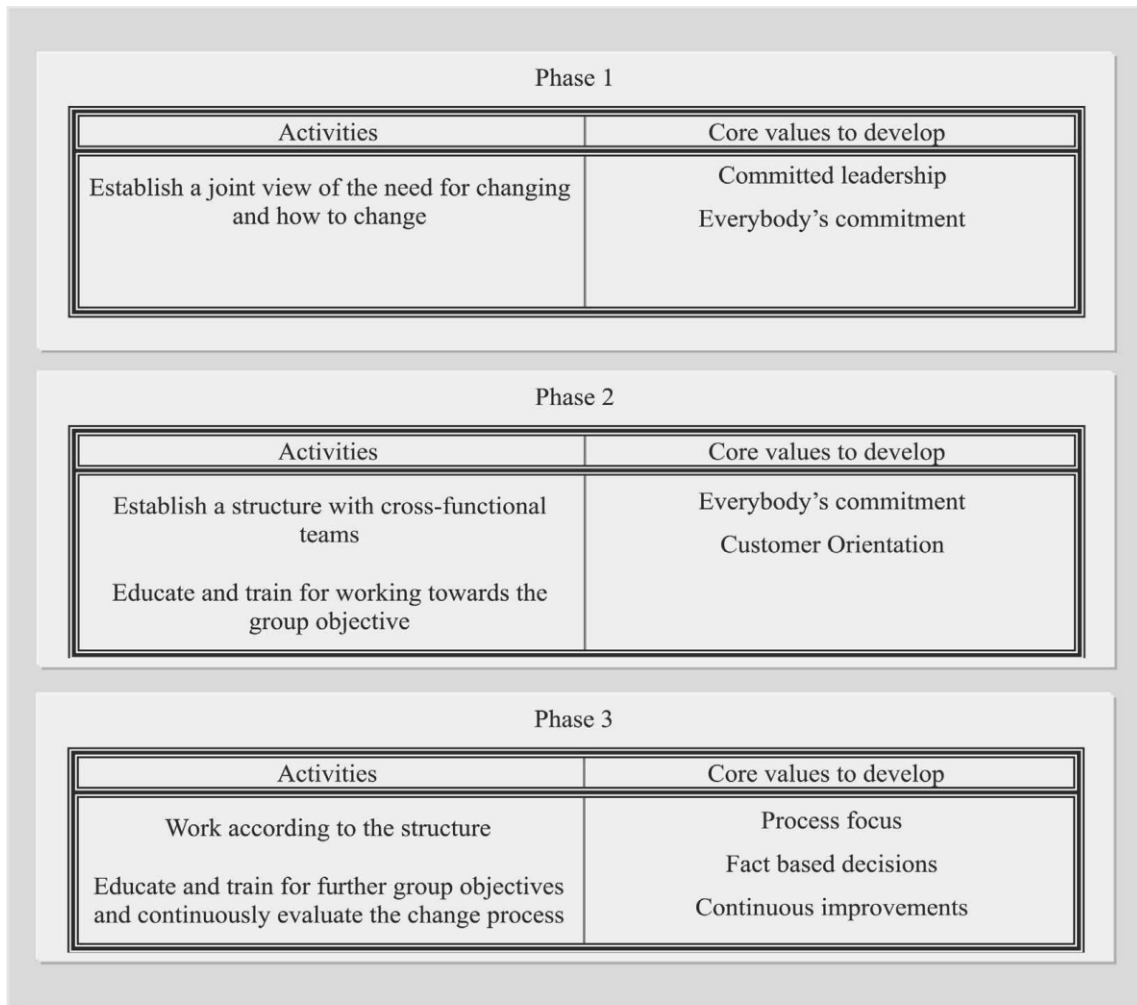 Phase 1
Activities
Core values to develop
Establish a joint view of the need for changing
and how to change
Committed leadership
Everybody’s commitment
Phase 2
Activities
Core values to develop
Establish a structure with cross-functional
teams
Educate and train for working towards the
group objective
Everybody’s commitment
Customer Orientation
Phase 3
Activities
Core values to develop
Work according to the structure
Educate and train for further group objectives
and continuously evaluate the change process
Process focus
Fact based decisions
Continuous improvements